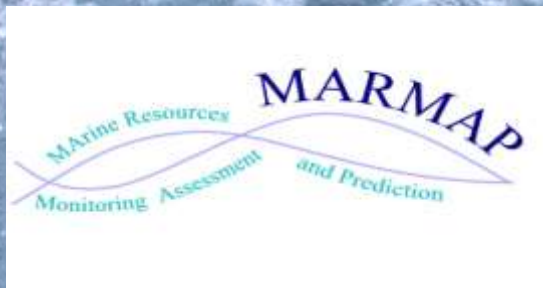 MARMAP
MArine Resources
Monitoring Assessment
and Prediction